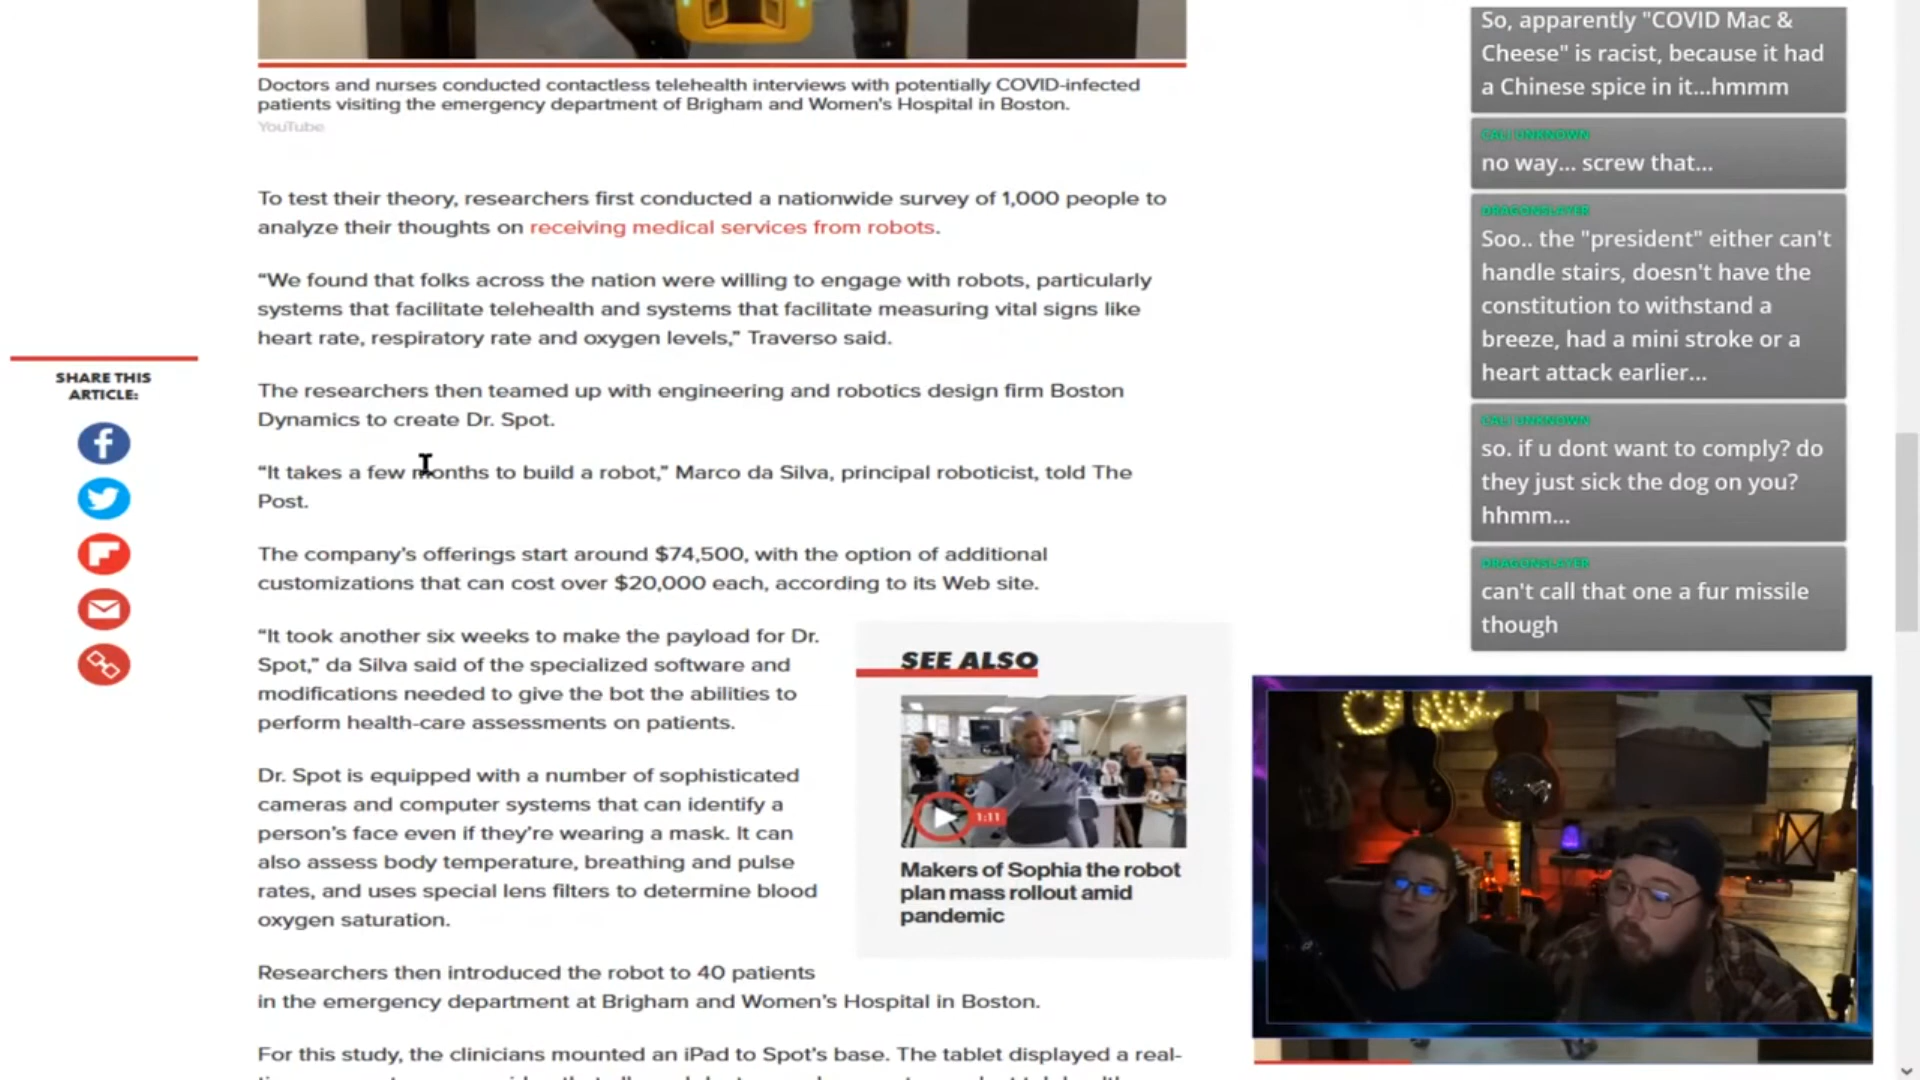 Doctors and nurses conducted contactless telehealth interviews with potentially COVID-infected
patients visiting the emergency department of Brigham and Women's Hospital in Boston.
YouTube
To test their theory, researchers first conducted a nationwide survey of 1,000 people to
analyze their thoughts on receiving medical services from robots.
“We found that folks across the nation were willing to engage with robots, particularly
systems that facilitate telehealth and systems that facilitate measuring vital signs like
heart rate, respiratory rate and oxygen levels,” Traverso said.
The researchers then teamed up with engineering and robotics design firm Boston
Dynamics to create Dr. Spot.
“It takes a few months to build a robot,” Marco da Silva, principal roboticist, told The
Post.
The company’s offerings start around $74,500, with the option of additional
customizations that can cost over $20,000 each, according to its Web site.
“It took another six weeks to make the payload for Dr.
Spot,” da Silva said of the specialized software and
modifications needed to give the bot the abilities to
perform health-care assessments on patients.
Dr. Spot is equipped with a number of sophisticated
cameras and computer systems that can identify a
person’s face even if they’re wearing a mask. It can
also assess body temperature, breathing and pulse
rates, and uses special lens filters to determine blood
oxygen saturation.
Researchers then introduced the robot to 40 patients
in the emergency department at Brigham and Women’s Hospital in Boston.
For this study, the clinicians mounted an iPad to Spot’s base. The tablet displayed a real-
SHARE THIS
ARTICLE:
SEE ALSO
1:11
Makers of Sophia the robot
plan mass rollout amid
pandemic
So, apparently "COVID Mac &
Cheese" is racist, because it had
a Chinese spice in it...hmmm
CALI UNKNOWN
no way... screw that...
DRAGONSLAYER
Soo.. the "president" either can't
handle stairs, doesn't have the
constitution to withstand a
breeze, had a mini stroke or a
heart attack earlier...
CALI UNKNOWN
so. if u dont want to comply? do
they just sick the dog on you?
hhmm...
DRAGONSLAYER
can't call that one a fur missile
though